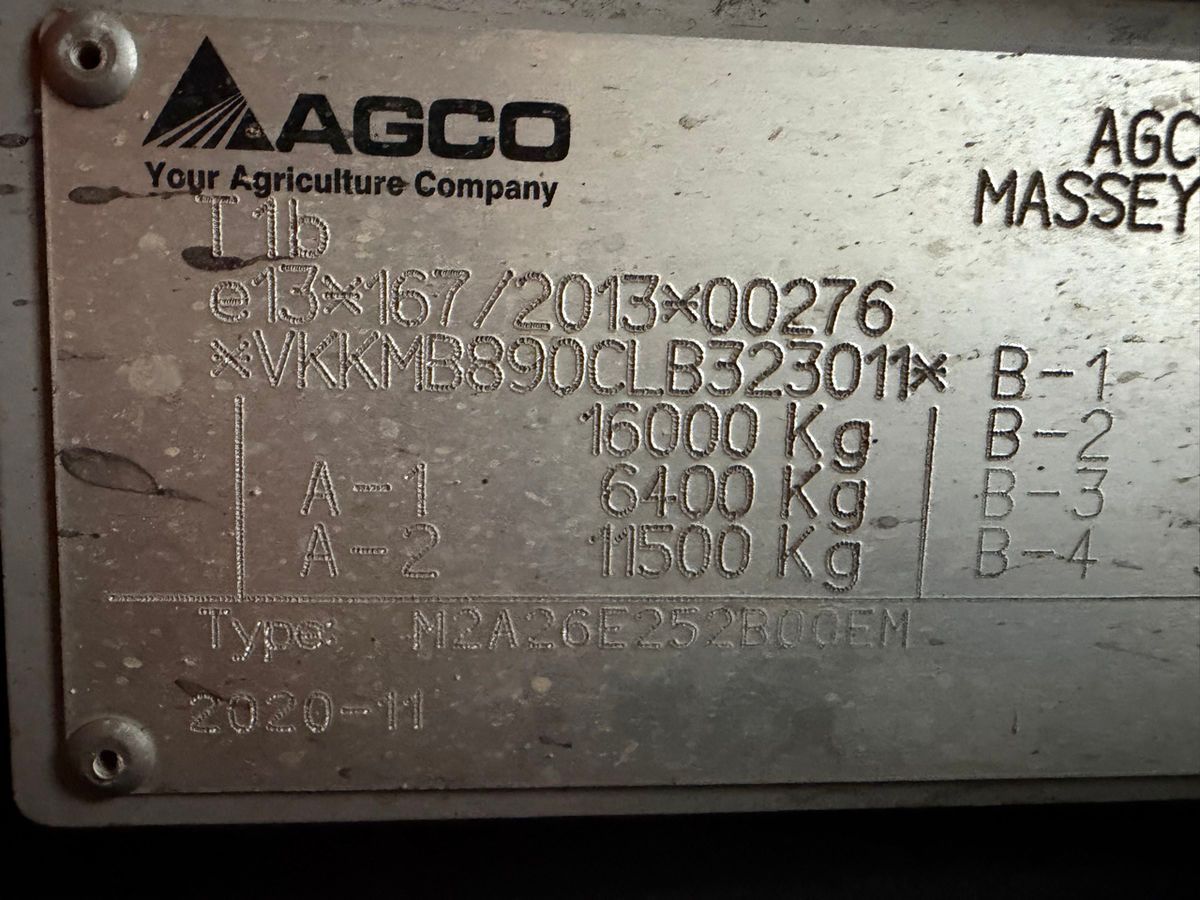 AGCO
Your Agriculture Company
AGC
MASSEY
T1b
e13*167/2013*00276
*VKKMB890CLB323011* B-1
16000 Kg B-2
A-1 6400 Kg B-3
A-2 11500 Kg B-4
Type: M2A26E252B00EM
2020-11